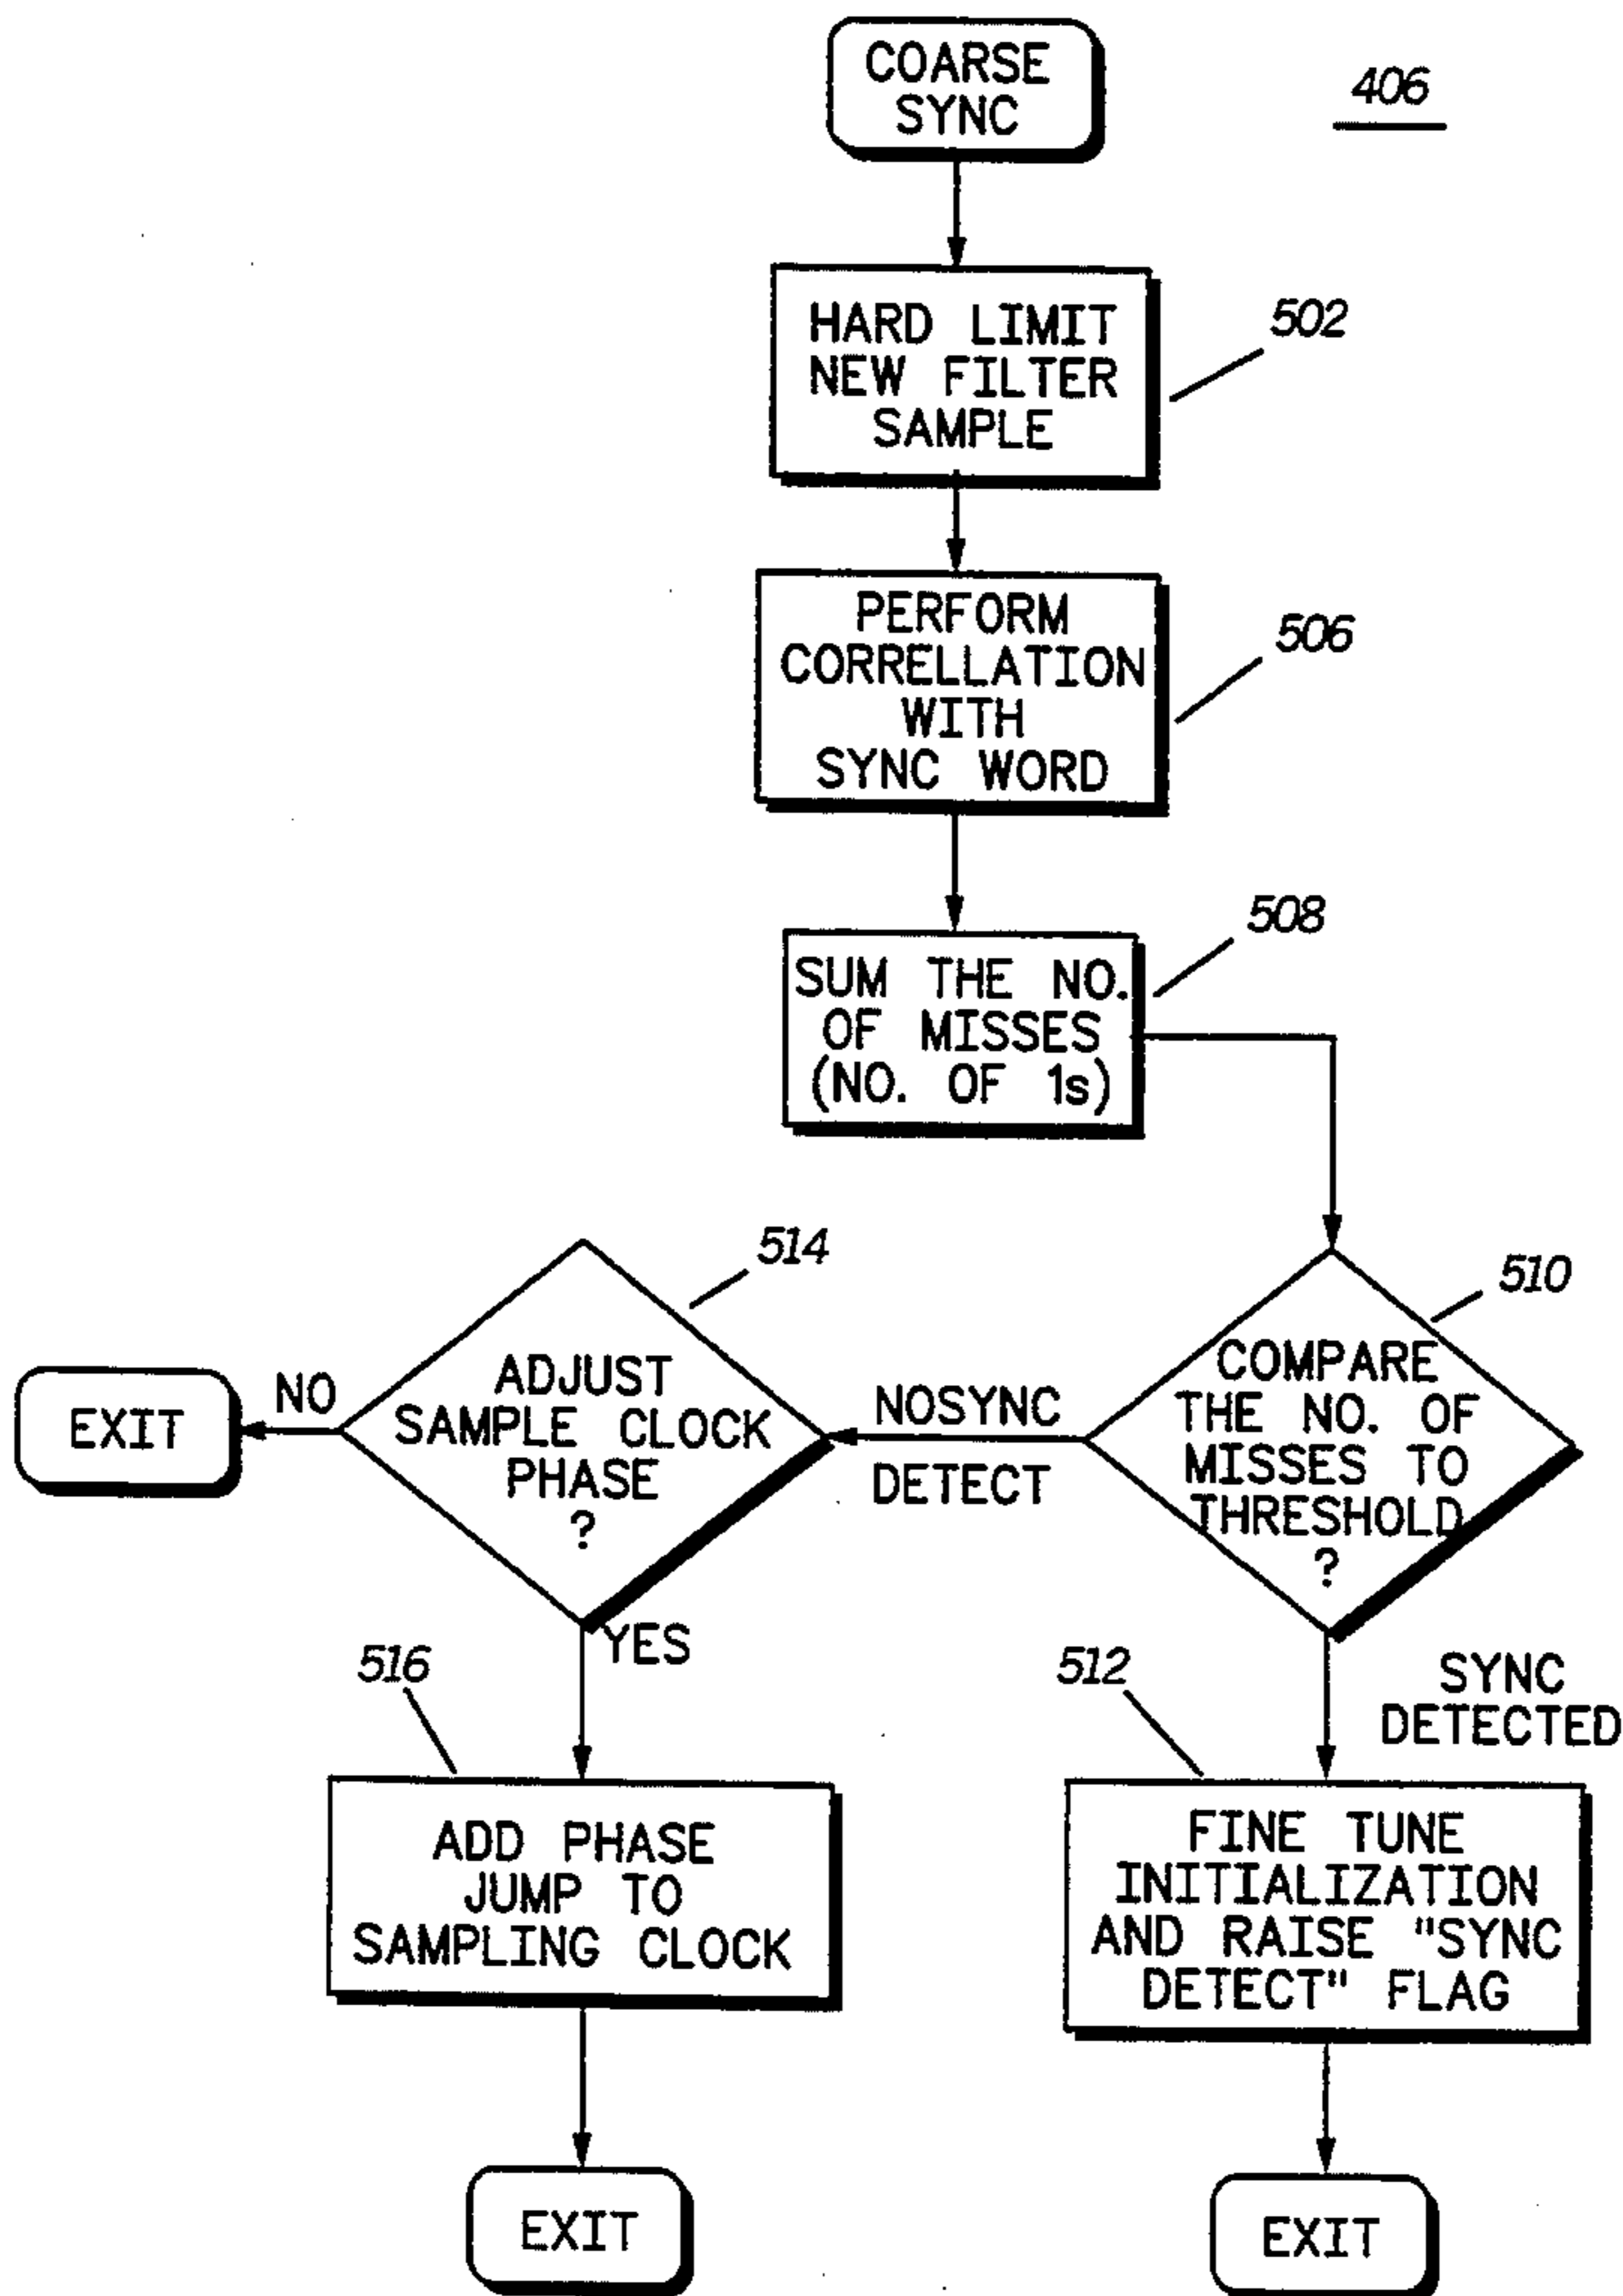 COARSE
SYNC
406
HARD LIMIT
NEW FILTER
SAMPLE
502
PERFORM
CORRELLATION
WITH
SYNC WORD
506
SUM THE NO.
OF MISSES
(NO. OF 1s)
508
COMPARE
THE NO. OF
MISSES TO
THRESHOLD
?
510
NOSYNC
DETECT
ADJUST
SAMPLE CLOCK
PHASE
?
514
NO
EXIT
YES
516
ADD PHASE
JUMP TO
SAMPLING CLOCK
EXIT
SYNC
DETECTED
512
FINE TUNE
INITIALIZATION
AND RAISE "SYNC
DETECT" FLAG
EXIT